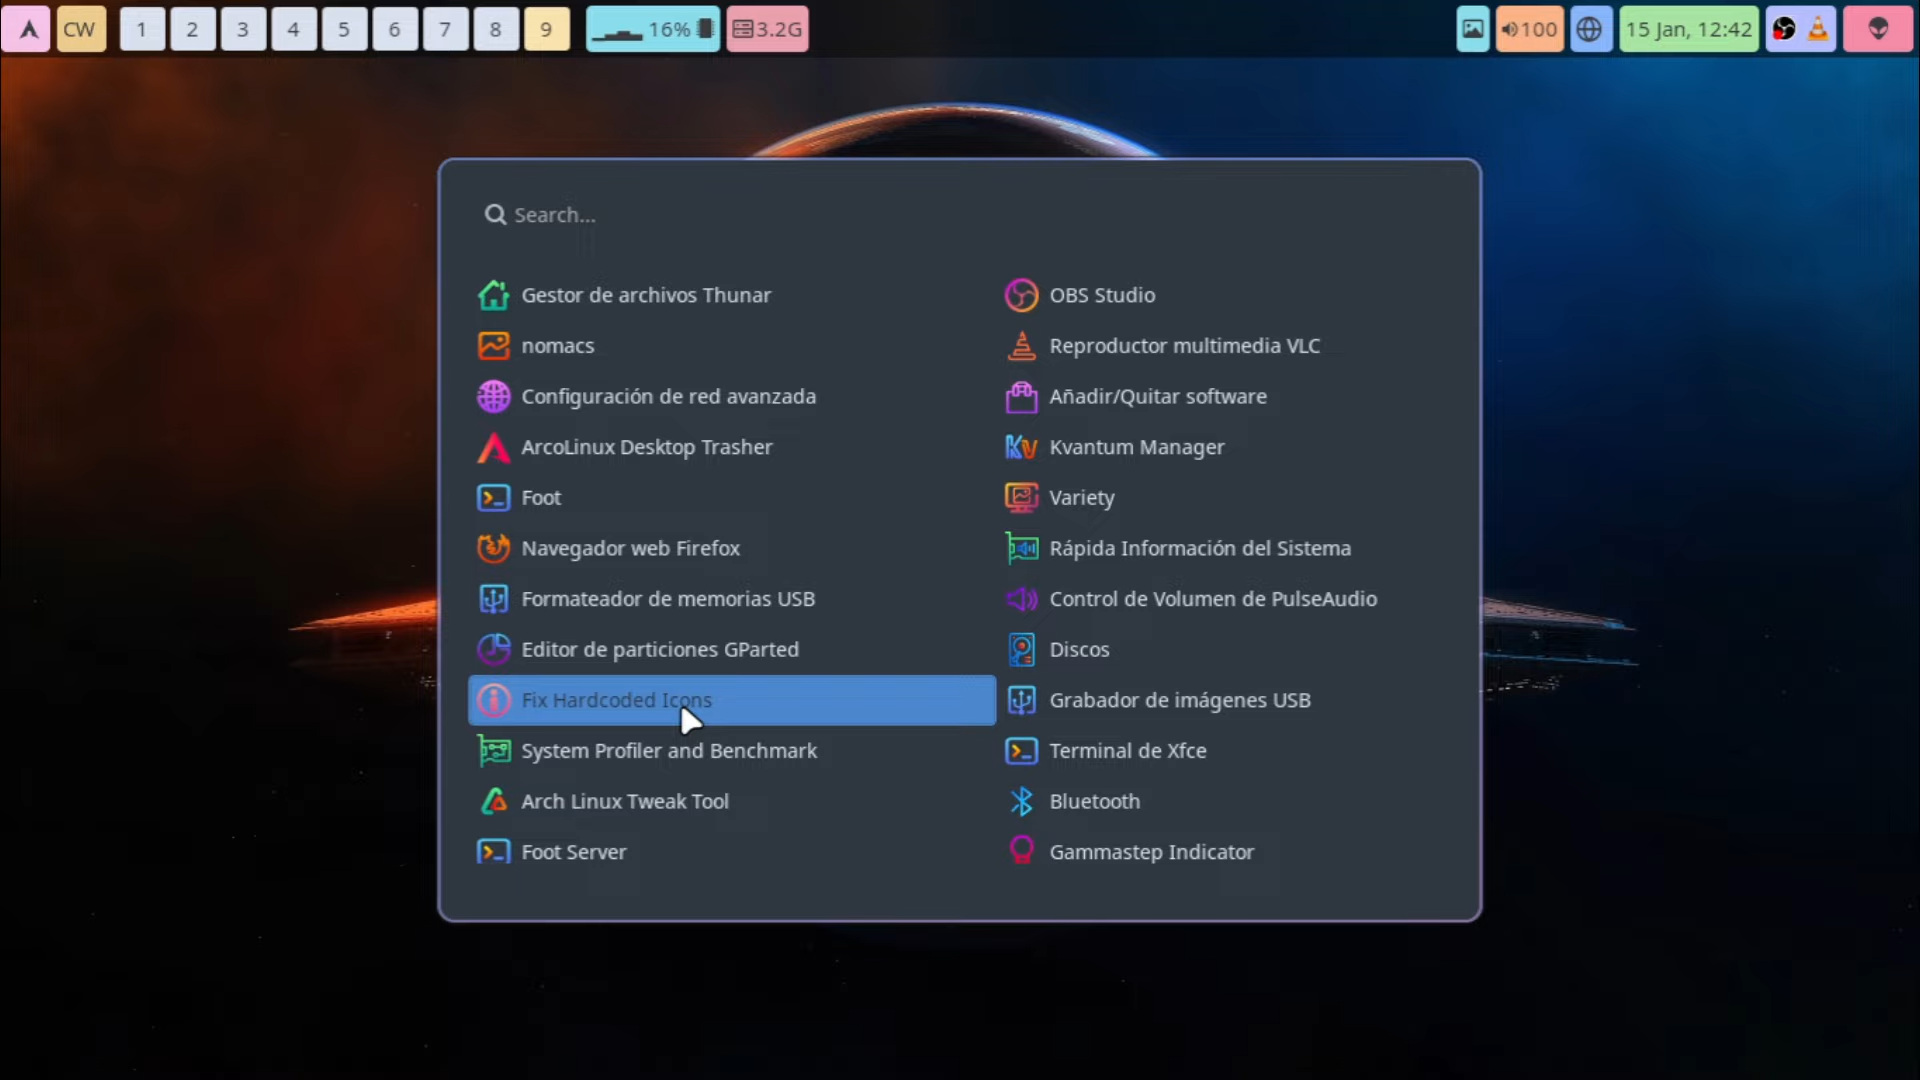 CW 1 2 3 4 5 6 7 8 9 16% 3.2G 100 15 Jan, 12:42
Search...
Gestor de archivos Thunar
nomacs
Configuración de red avanzada
ArcoLinux Desktop Trasher
Foot
Navegador web Firefox
Formateador de memorias USB
Editor de particiones GParted
Fix Hardcoded Icons
System Profiler and Benchmark
Arch Linux Tweak Tool
Foot Server
OBS Studio
Reproductor multimedia VLC
Añadir/Quitar software
Kvantum Manager
Variety
Rápida Información del Sistema
Control de Volumen de PulseAudio
Discos
Grabador de imágenes USB
Terminal de Xfce
Bluetooth
Gammastep Indicator